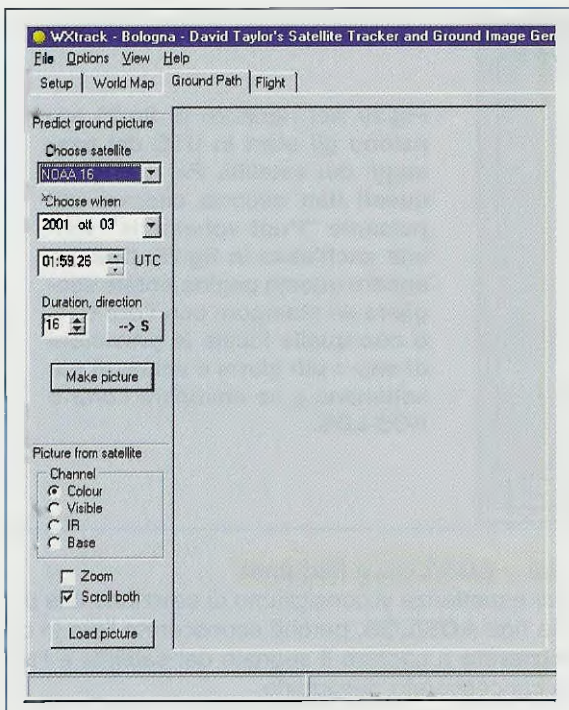 WXtrack - Bologna - David Taylor's Satellite Tracker and Ground Image Gen
File Options View Help
Setup World Map Ground Path Flight
Predict ground picture
Choose satellite
NOAA 16
Choose when
2001 ott 03
01:59:26 UTC
Duration, direction
16 --> S
Make picture
Picture from satellite
Channel
Colour
Visible
IR
Base
Zoom
Scroll both
Load picture